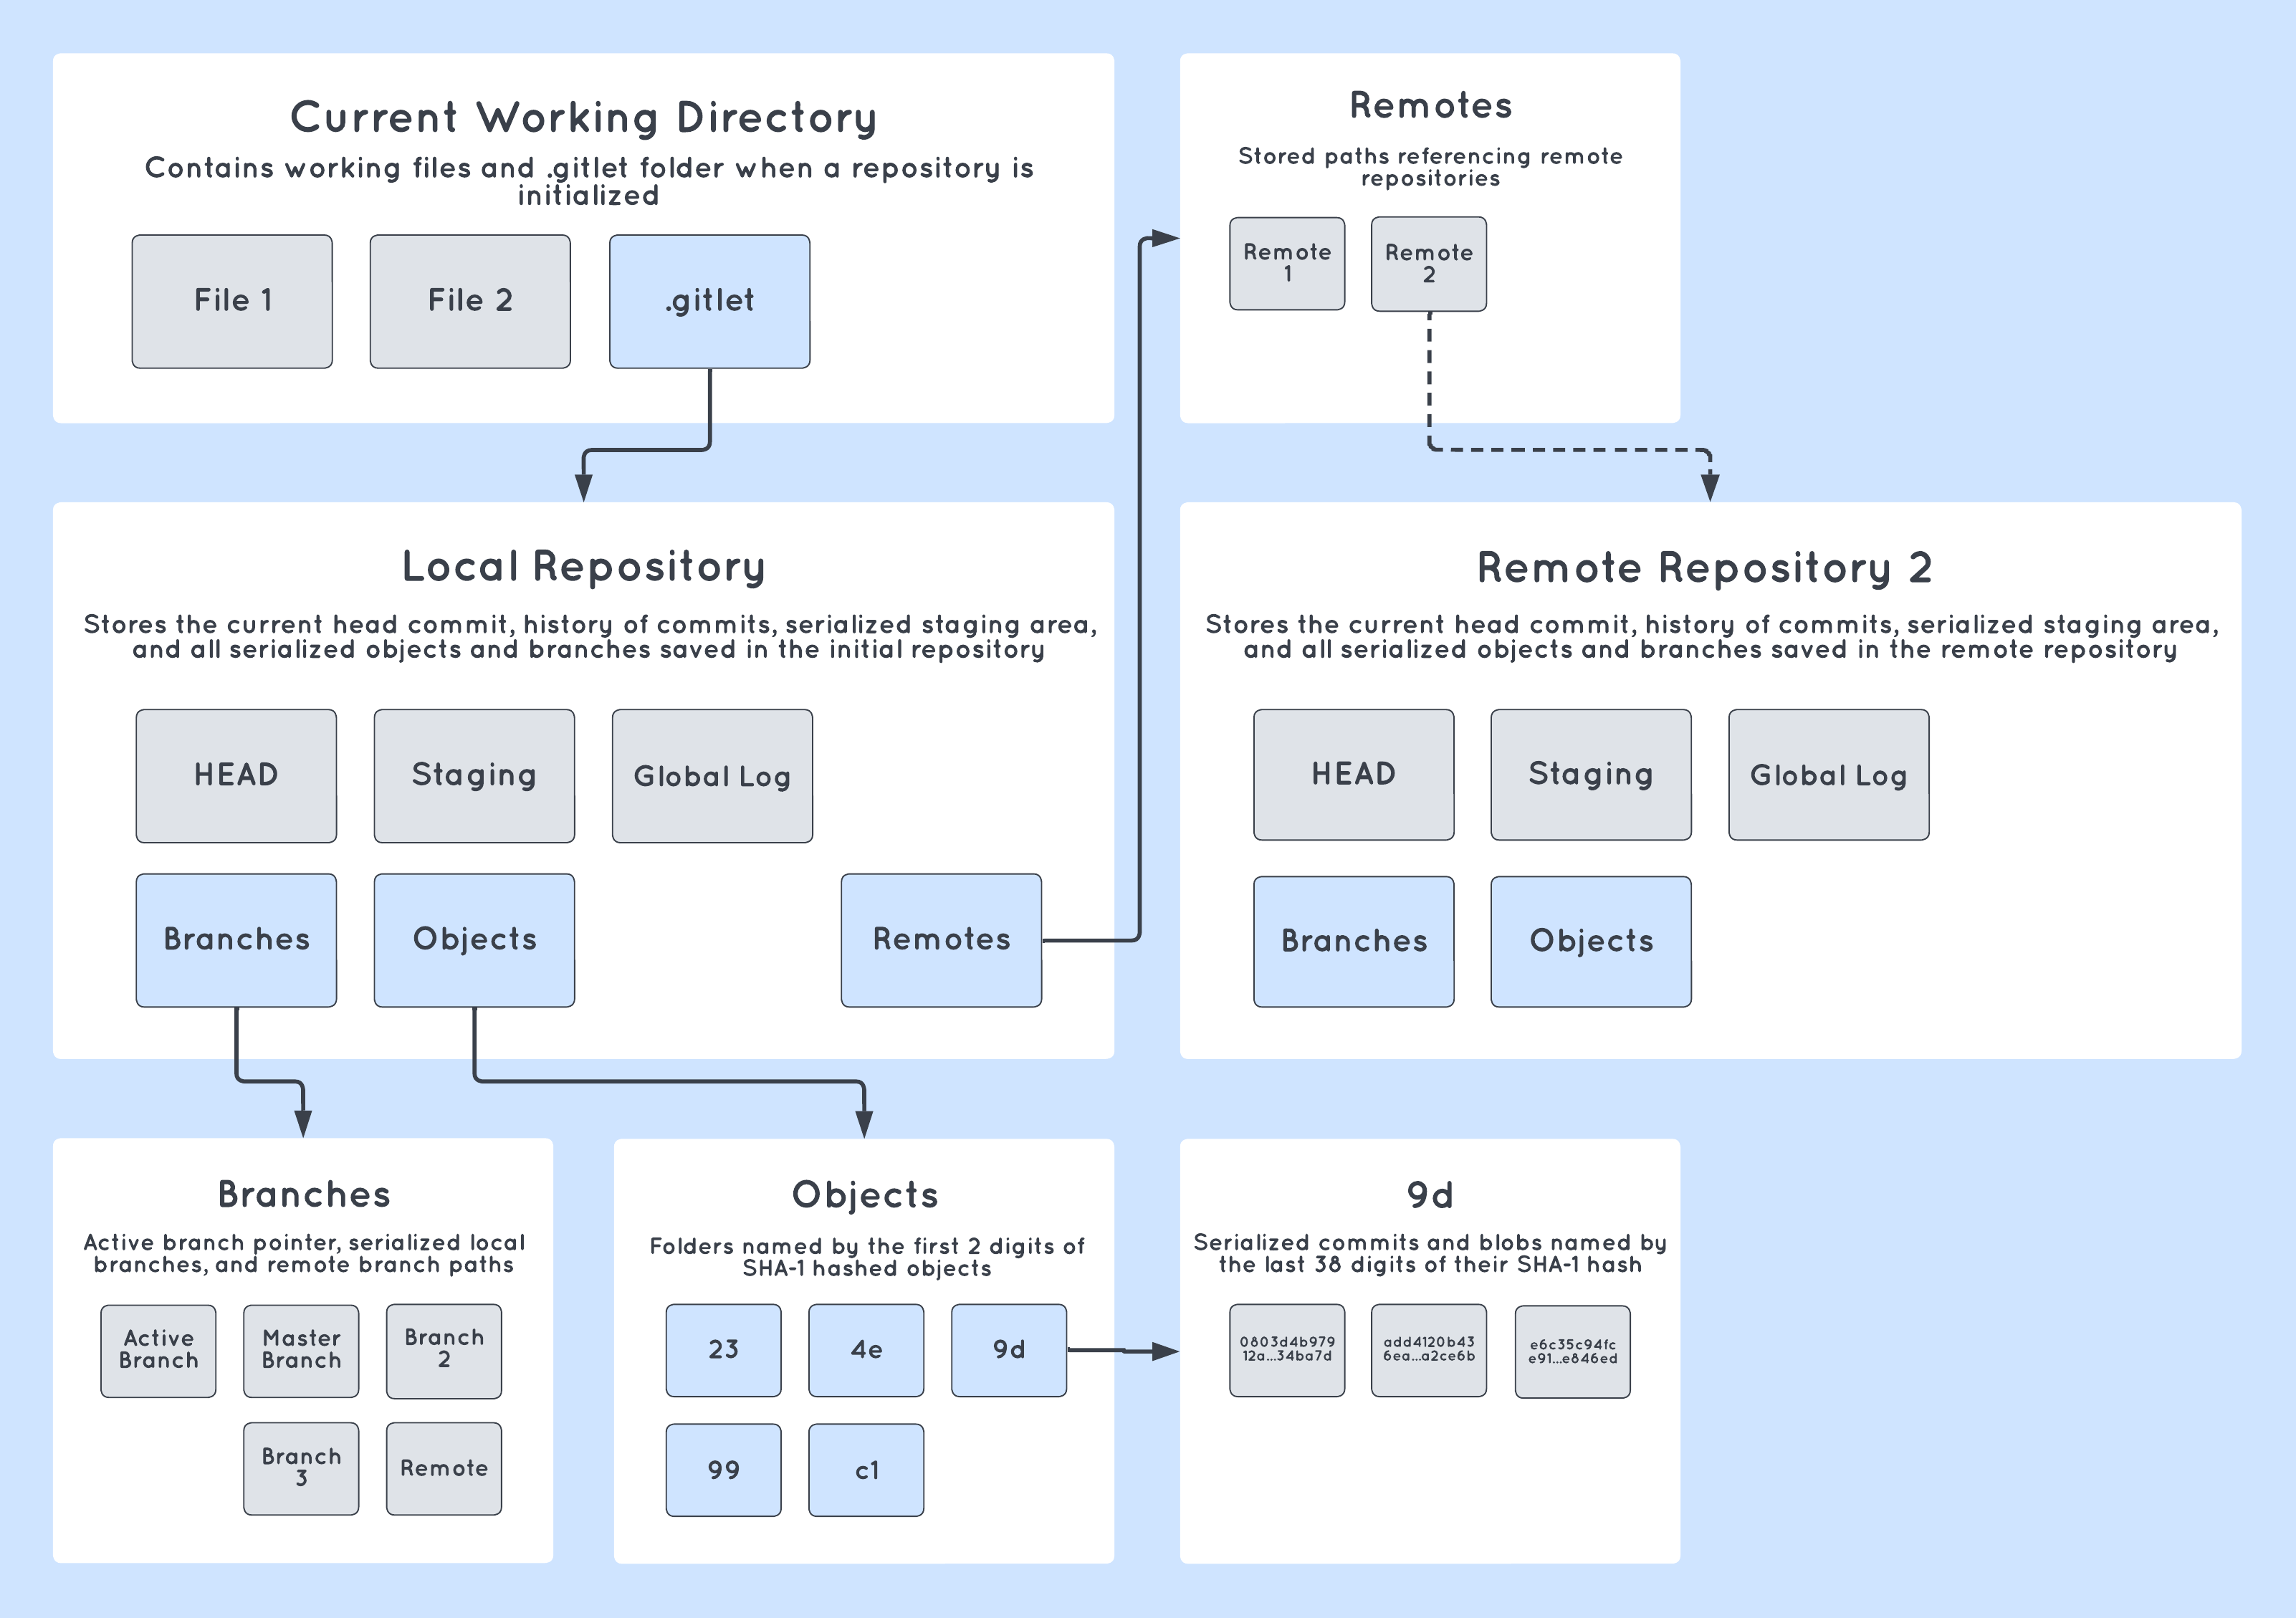 Current Working Directory
Contains working files and .gitlet folder when a repository is
initialized
File 1
File 2
.gitlet
Remotes
Stored paths referencing remote
repositories
Remote
1
Remote
2
Local Repository
Stores the current head commit, history of commits, serialized staging area,
and all serialized objects and branches saved in the initial repository
HEAD
Staging
Global Log
Branches
Objects
Remotes
Remote Repository 2
Stores the current head commit, history of commits, serialized staging area,
and all serialized objects and branches saved in the remote repository
HEAD
Staging
Global Log
Branches
Objects
Branches
Active branch pointer, serialized local
branches, and remote branch paths
Active
Branch
Master
Branch
Branch
2
Branch
3
Remote
Objects
Folders named by the first 2 digits of
SHA-1 hashed objects
23
4e
9d
99
c1
9d
Serialized commits and blobs named by
the last 38 digits of their SHA-1 hash
0803d4b979
12a...34ba7d
add4120b43
6ea...a2ce6b
e6c35c94fc
e91...e846ed